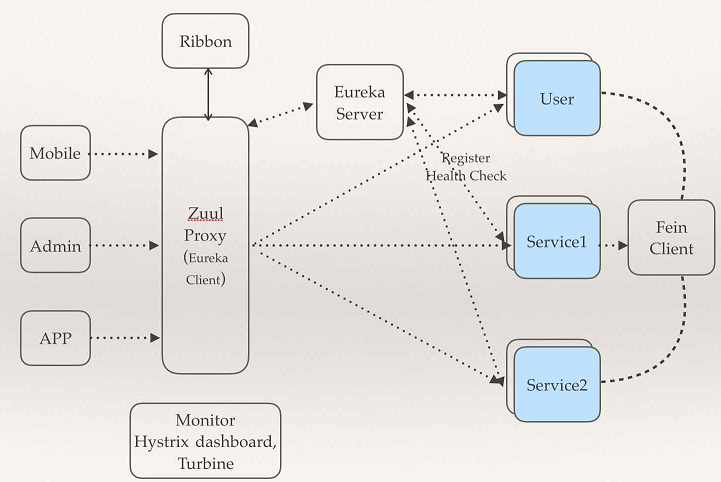 Ribbon
Eureka
Server
User
Mobile
Register
Health Check
Zuul
Proxy
(Eureka
Client)
Admin
Service1
Fein
Client
APP
Service2
Monitor
Hystrix dashboard,
Turbine